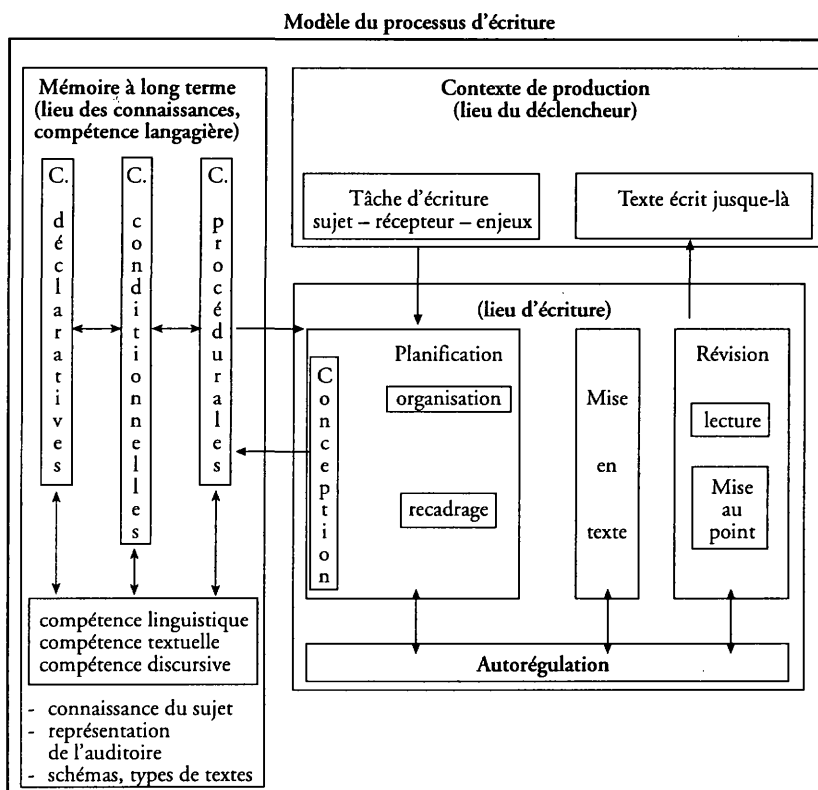 Modèle du processus d'écriture
Mémoire à long terme
(lieu des connaissances,
compétence langagière)
C. déclaratives
C. conditionnelles
C. procédurales
compétence linguistique
compétence textuelle
compétence discursive
- connaissance du sujet
- représentation
de l'auditoire
- schémas, types de textes
Contexte de production
(lieu du déclencheur)
Tâche d'écriture
sujet – récepteur – enjeux
Texte écrit jusque-là
(lieu d'écriture)
Conception
Planification
organisation
recadrage
Mise
en
texte
Révision
lecture
Mise
au
point
Autorégulation